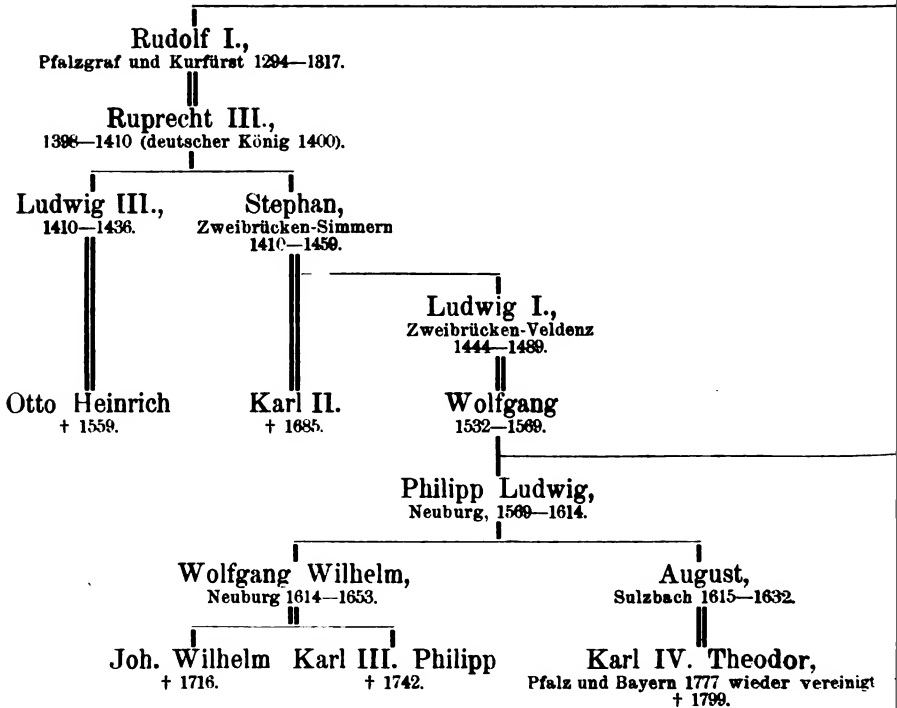 Rudolf I.,
Pfalzgraf und Kurfürst 1294—1317.
Ruprecht III.,
1398—1410 (deutscher König 1400).
Ludwig III.,
1410—1436.
Stephan,
Zweibrücken-Simmern
1410—1459.
Ludwig I.,
Zweibrücken-Veldenz
1444—1489.
Otto Heinrich
† 1559.
Karl II.
† 1685.
Wolfgang
1532—1569.
Philipp Ludwig,
Neuburg, 1569—1614.
Wolfgang Wilhelm,
Neuburg 1614—1653.
August,
Sulzbach 1615—1632.
Joh. Wilhelm
† 1716.
Karl III. Philipp
† 1742.
Karl IV. Theodor,
Pfalz und Bayern 1777 wieder vereinigt
† 1799.